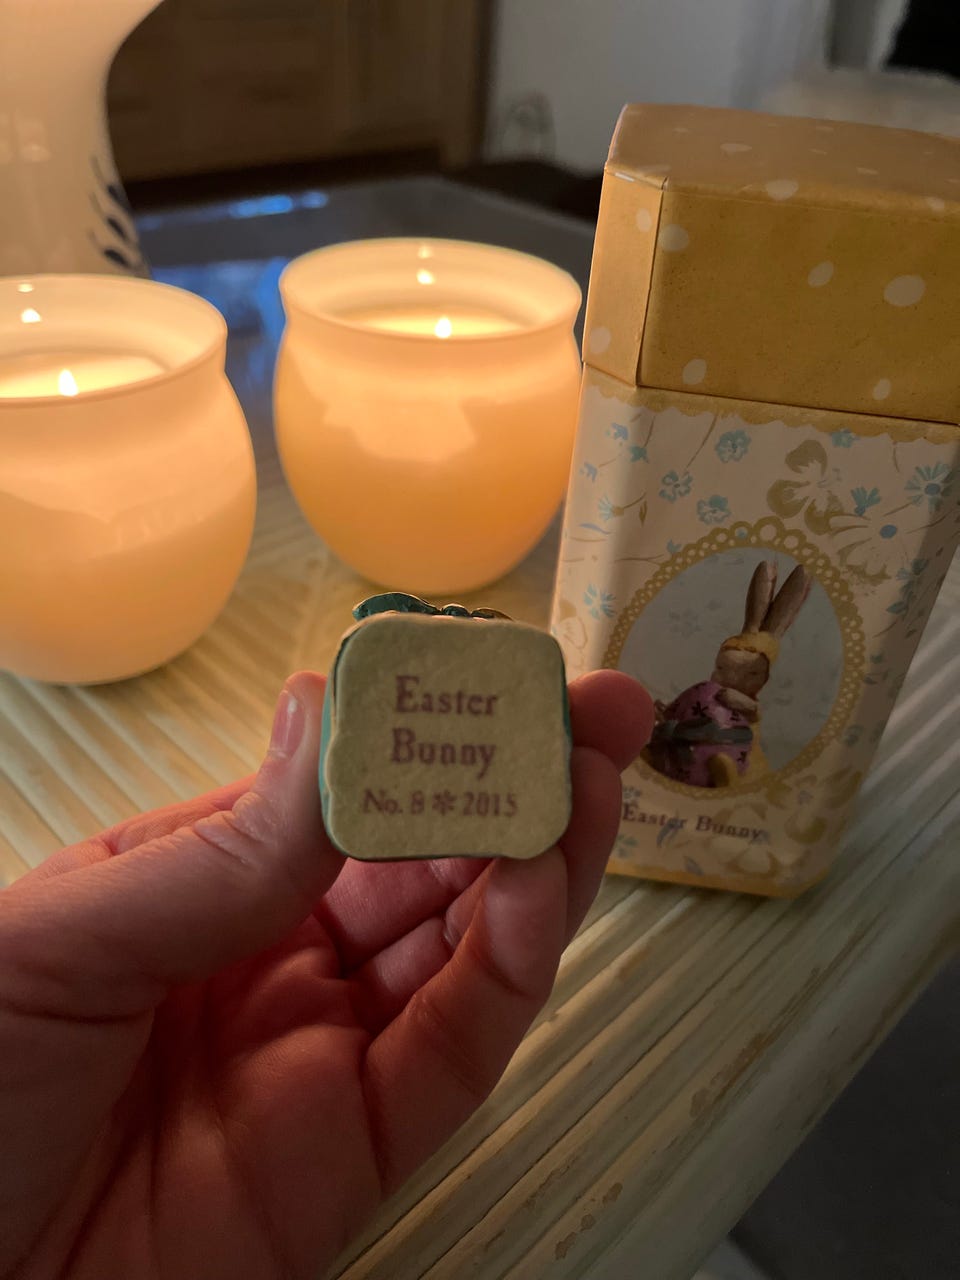 Easter
Bunny
No. 8 * 2015
Easter Bunny